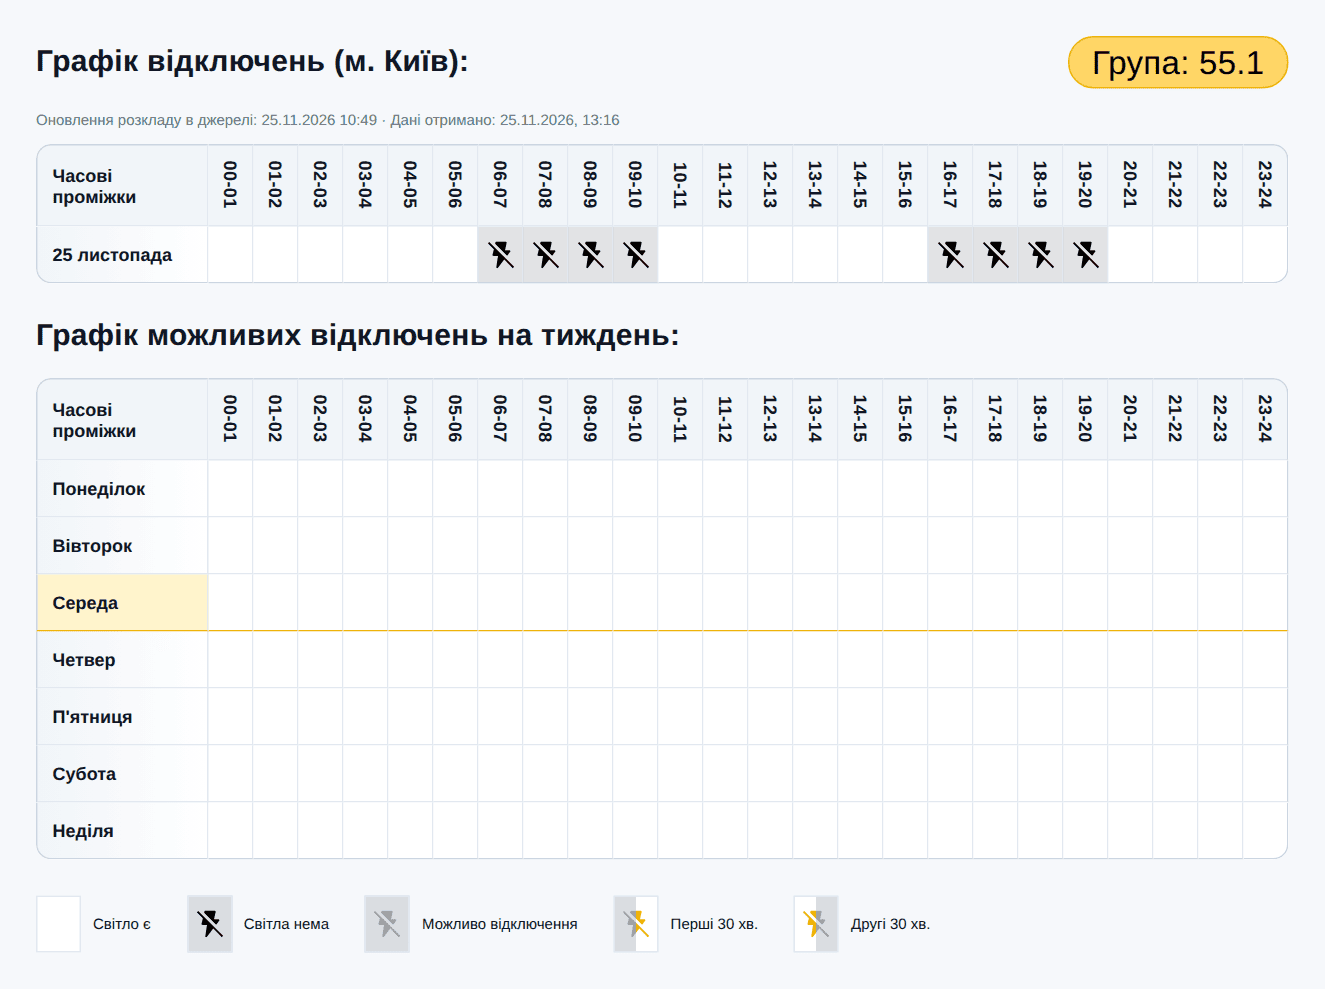 Графік відключень (м. Київ):
Група: 55.1
Оновлення розкладу в джерелі: 25.11.2026 10:49 · Дані отримано: 25.11.2026, 13:16
Часові проміжки 00-01 01-02 02-03 03-04 04-05 05-06 06-07 07-08 08-09 09-10 10-11 11-12 12-13 13-14 14-15 15-16 16-17 17-18 18-19 19-20 20-21 21-22 22-23 23-24
25 листопада
Графік можливих відключень на тиждень:
Часові проміжки 00-01 01-02 02-03 03-04 04-05 05-06 06-07 07-08 08-09 09-10 10-11 11-12 12-13 13-14 14-15 15-16 16-17 17-18 18-19 19-20 20-21 21-22 22-23 23-24
Понеділок
Вівторок
Середа
Четвер
П'ятниця
Субота
Неділя
Світло є Світла нема Можливо відключення Перші 30 хв. Другі 30 хв.